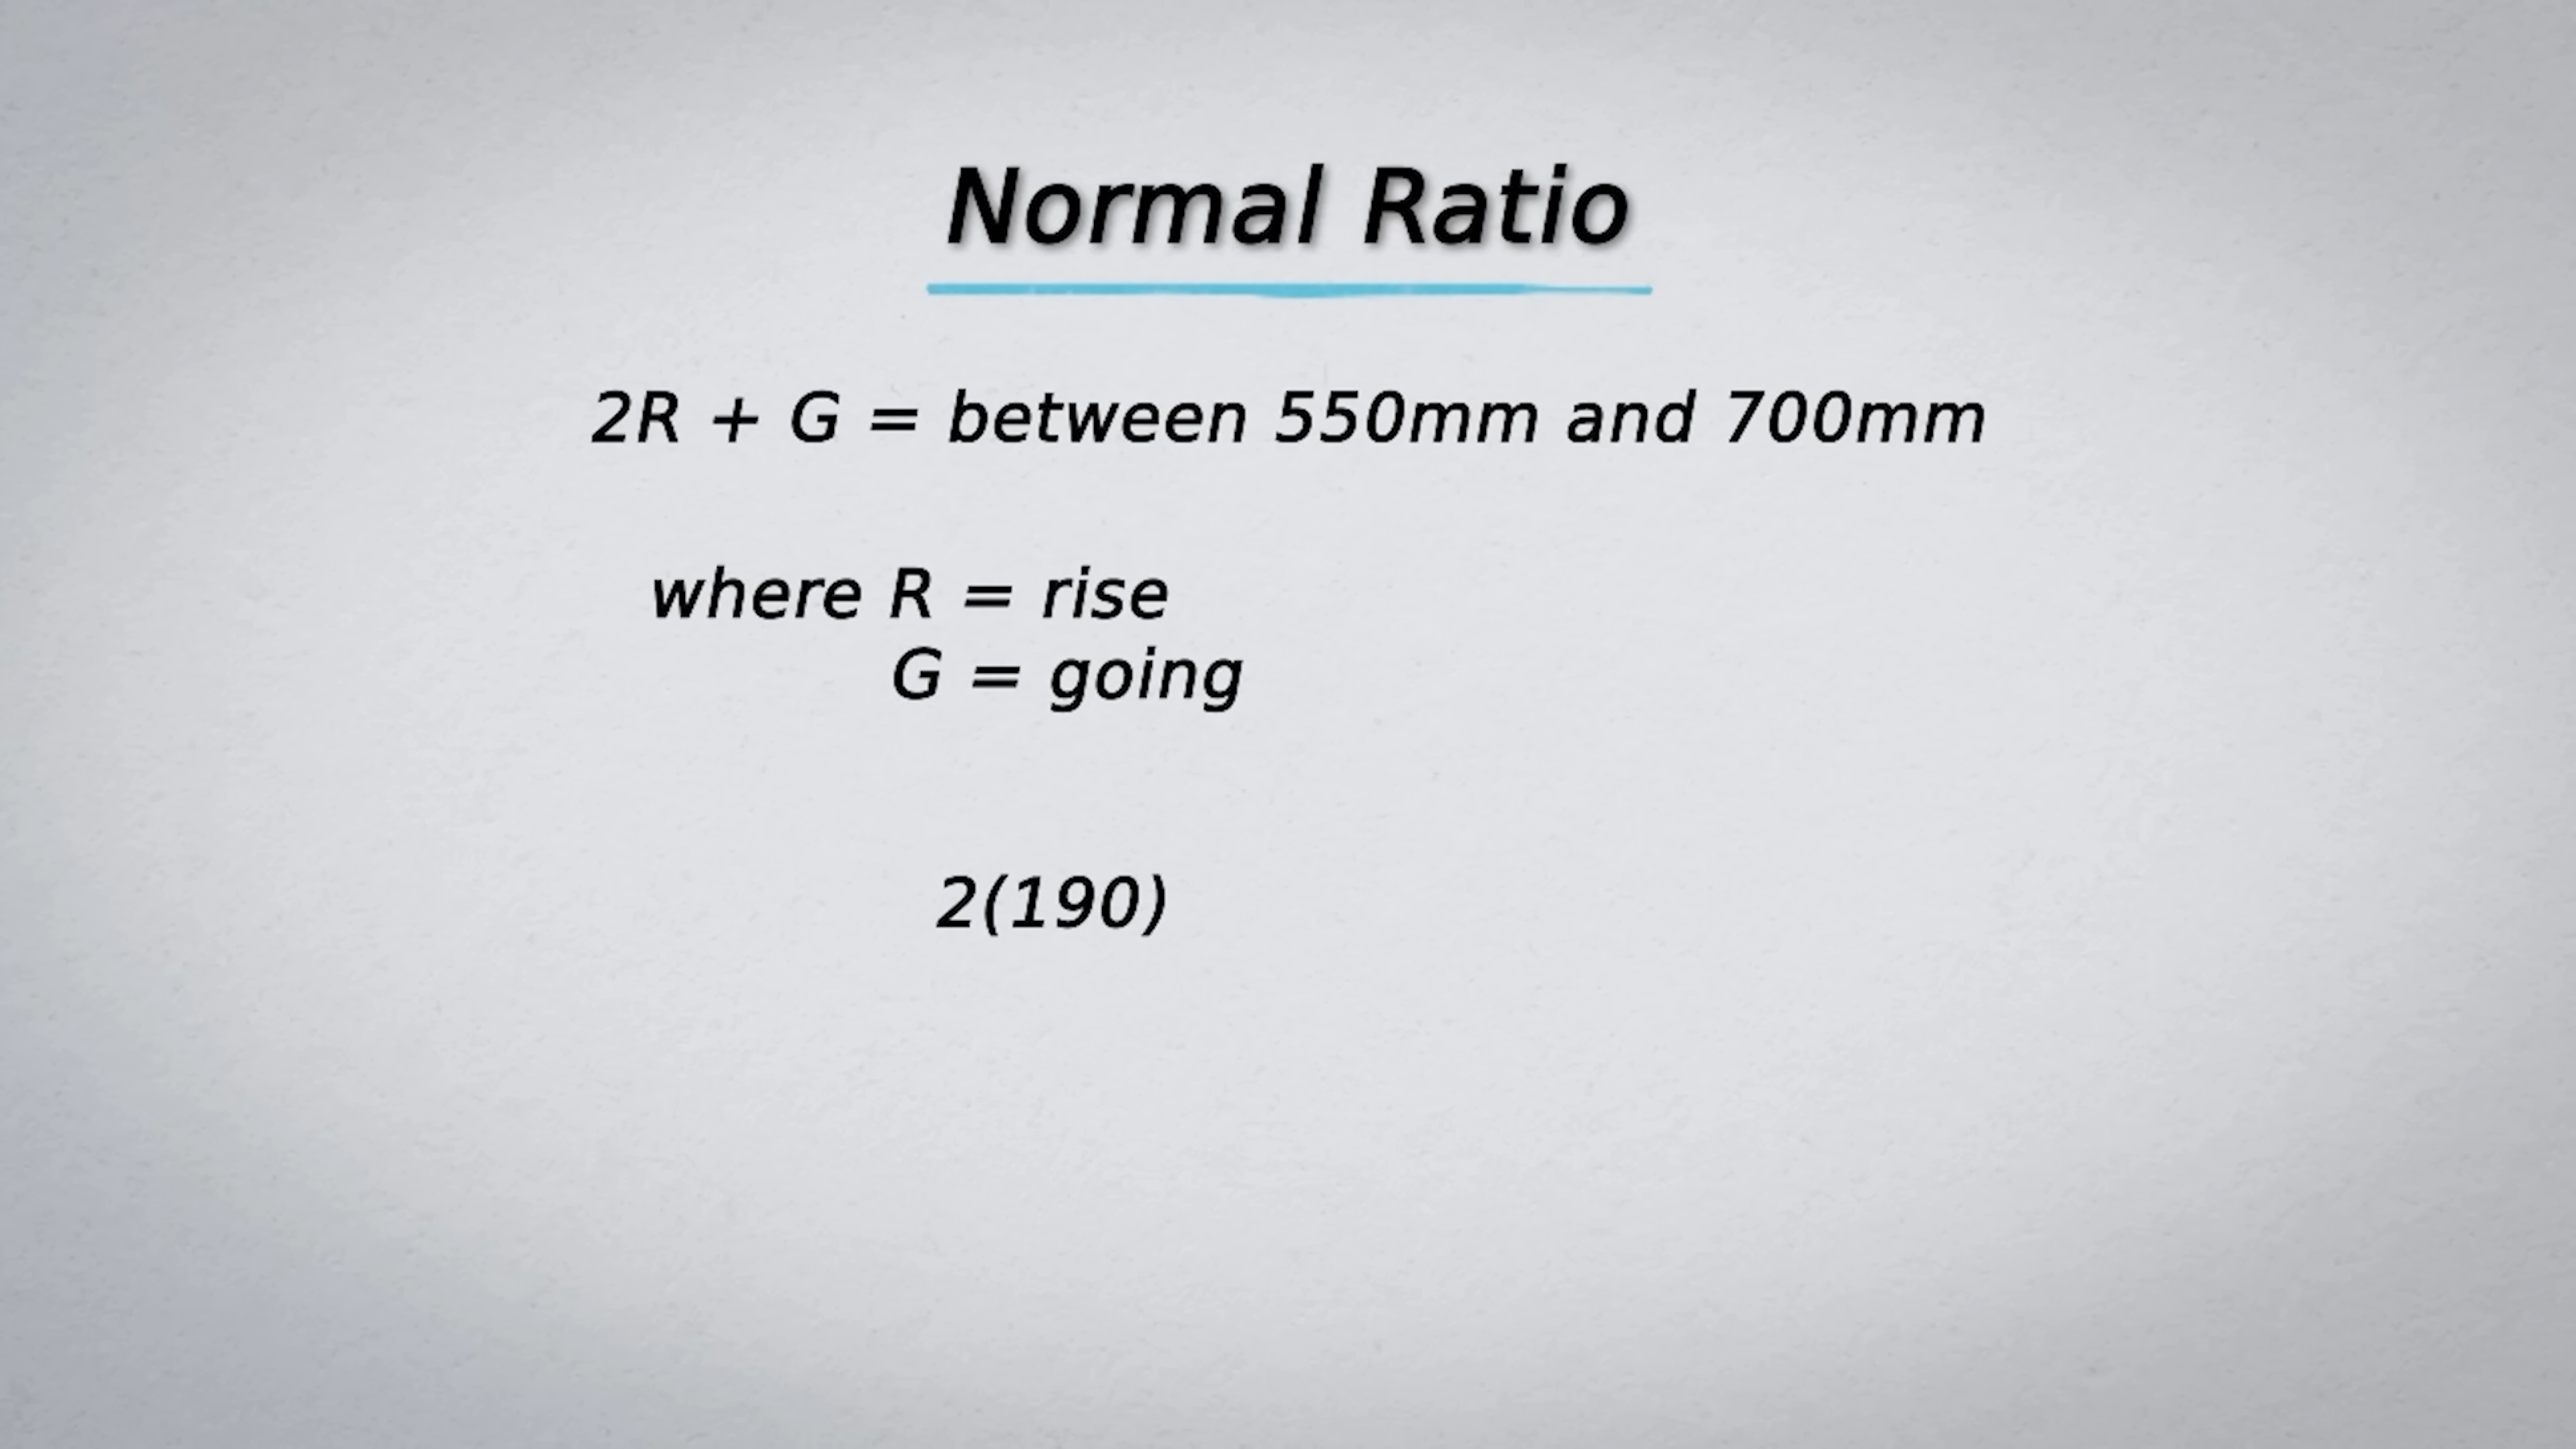 Normal Ratio
2R + G = between 550mm and 700mm
where R = rise
G = going
2(190)